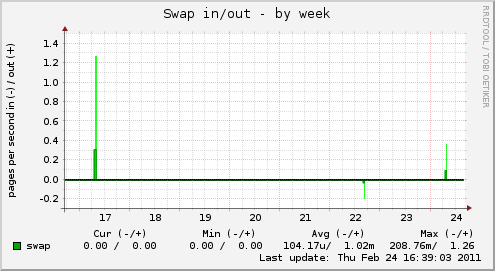 Swap in/out - by week
RRDTOOL / TOBI OETIKER
pages per second in (-) / out (+)
1.4
1.2
1.0
0.8
0.6
0.4
0.2
0.0
-0.2
17 18 19 20 21 22 23 24
Cur (-/+) Min (-/+) Avg (-/+) Max (-/+)
swap 0.00 / 0.00 0.00 / 0.00 104.17u/ 1.02m 208.76m/ 1.26
Last update: Thu Feb 24 16:39:03 2011